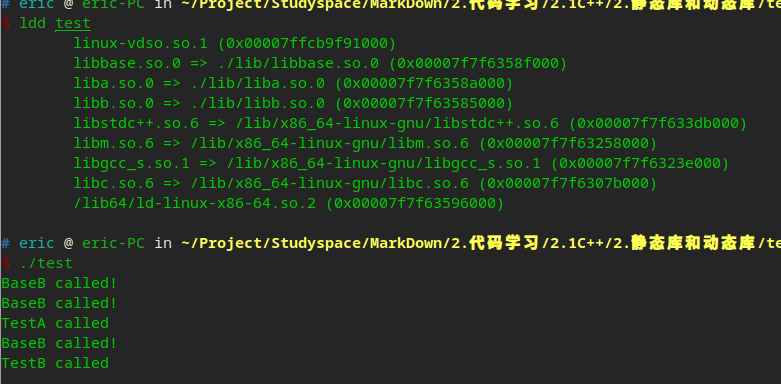 # eric @ eric-PC in ~/Project/Studyspace/MarkDown/2.代码学习/2.1C++/2.静态库和动态库/te
$ ldd test
linux-vdso.so.1 (0x00007ffcb9f91000)
libbase.so.0 => ./lib/libbase.so.0 (0x00007f7f6358f000)
liba.so.0 => ./lib/liba.so.0 (0x00007f7f6358a000)
libb.so.0 => ./lib/libb.so.0 (0x00007f7f63585000)
libstdc++.so.6 => /lib/x86_64-linux-gnu/libstdc++.so.6 (0x00007f7f633db000)
libm.so.6 => /lib/x86_64-linux-gnu/libm.so.6 (0x00007f7f63258000)
libgcc_s.so.1 => /lib/x86_64-linux-gnu/libgcc_s.so.1 (0x00007f7f6323e000)
libc.so.6 => /lib/x86_64-linux-gnu/libc.so.6 (0x00007f7f6307b000)
/lib64/ld-linux-x86-64.so.2 (0x00007f7f63596000)
# eric @ eric-PC in ~/Project/Studyspace/MarkDown/2.代码学习/2.1C++/2.静态库和动态库/te
$ ./test
BaseB called!
BaseB called!
TestA called
BaseB called!
TestB called